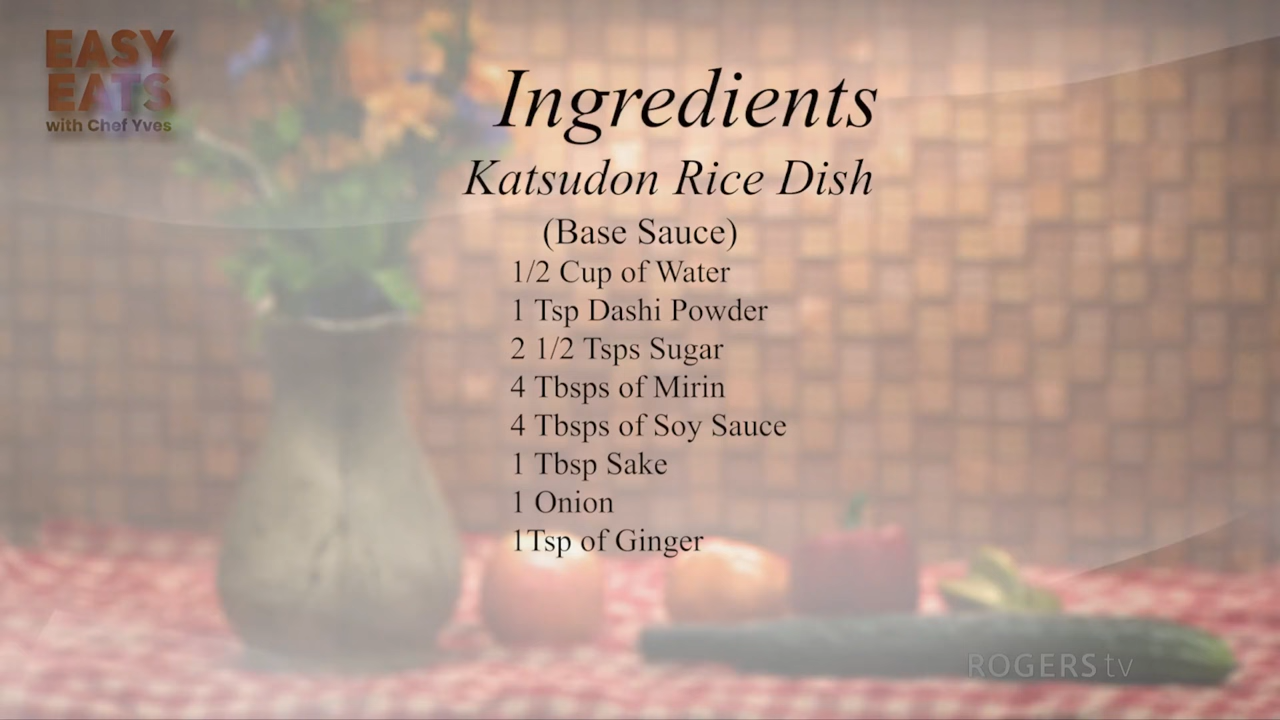 EASY
EATS
with Chef Yves
Ingredients
Katsudon Rice Dish
(Base Sauce)
1/2 Cup of Water
1 Tsp Dashi Powder
2 1/2 Tsps Sugar
4 Tbsps of Mirin
4 Tbsps of Soy Sauce
1 Tbsp Sake
1 Onion
1Tsp of Ginger
ROGERS tv